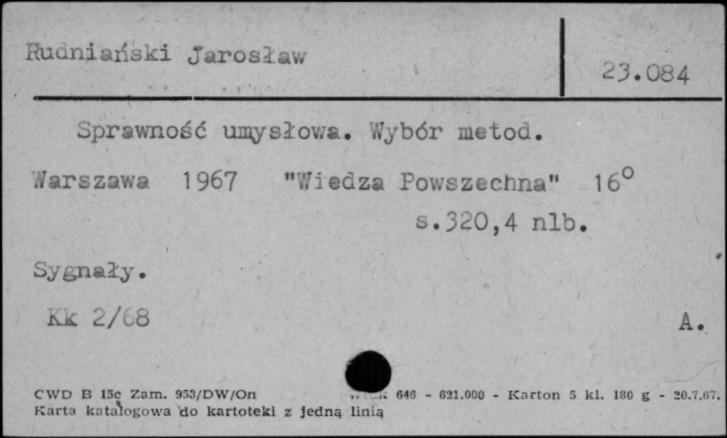 Rudniański Jarosław
23.084
Sprawność umysłowa. Wybór metod.
Warszawa 1967 "Wiedza Powszechna" 16°
s.320,4 nlb.
Sygnały.
Kk 2/68
A.
CWD B 15c Zam. 953/DW/On 646 - 621.000 - Karton 5 kl. 180 g - 20.7.67.
Karta katalogowa do kartoteki z jedną linią